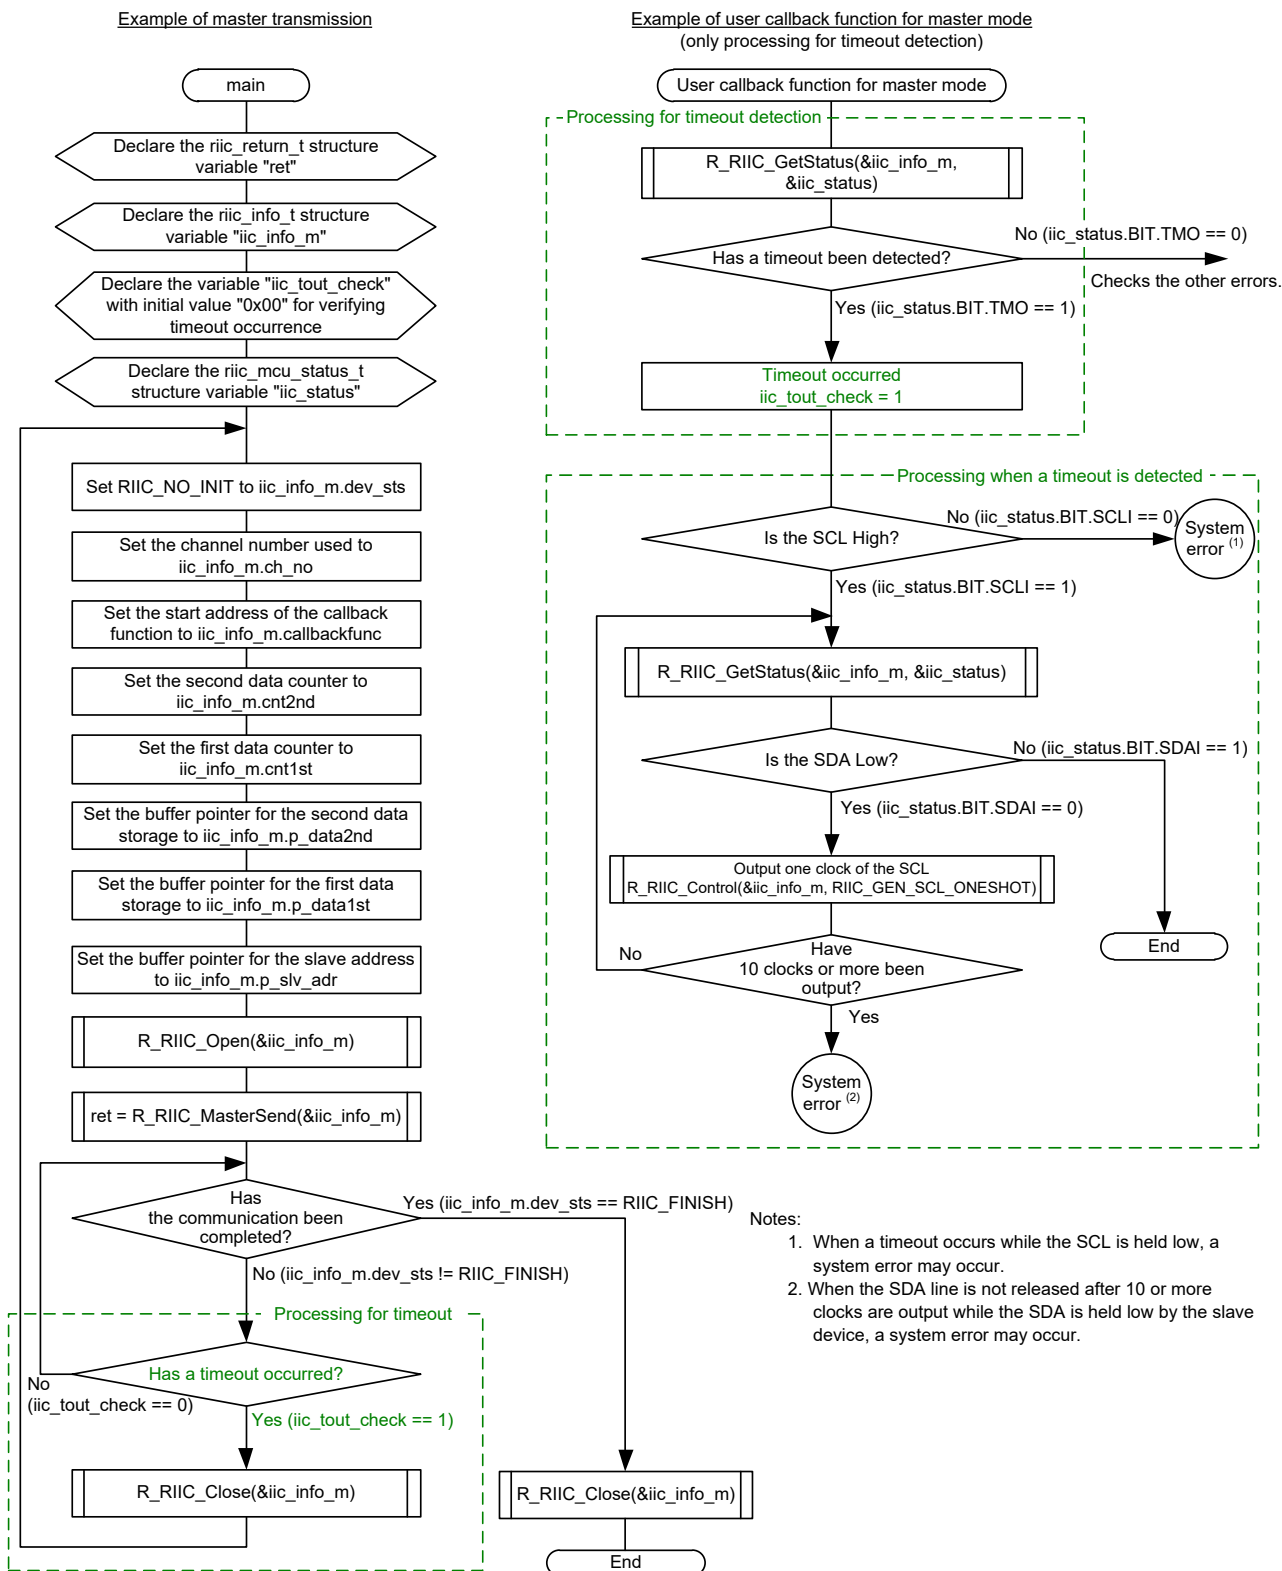 Example of master transmission
main
Declare the riic_return_t structure
variable "ret"
Declare the riic_info_t structure
variable "iic_info_m"
Declare the variable "iic_tout_check"
with initial value "0x00" for verifying
timeout occurrence
Declare the riic_mcu_status_t
structure variable "iic_status"
Set RIIC_NO_INIT to iic_info_m.dev_sts
Set the channel number used to
iic_info_m.ch_no
Set the start address of the callback
function to iic_info_m.callbackfunc
Set the second data counter to
iic_info_m.cnt2nd
Set the first data counter to
iic_info_m.cnt1st
Set the buffer pointer for the second data
storage to iic_info_m.p_data2nd
Set the buffer pointer for the first data
storage to iic_info_m.p_data1st
Set the buffer pointer for the slave address
to iic_info_m.p_slv_adr
R_RIIC_Open(&iic_info_m)
ret = R_RIIC_MasterSend(&iic_info_m)
Has
the communication been
completed?
Yes (iic_info_m.dev_sts == RIIC_FINISH)
No (iic_info_m.dev_sts != RIIC_FINISH)
Processing for timeout
Has a timeout occurred?
No
(iic_tout_check == 0)
Yes (iic_tout_check == 1)
R_RIIC_Close(&iic_info_m)
R_RIIC_Close(&iic_info_m)
End
Example of user callback function for master mode
(only processing for timeout detection)
User callback function for master mode
Processing for timeout detection
R_RIIC_GetStatus(&iic_info_m,
&iic_status)
Has a timeout been detected?
No (iic_status.BIT.TMO == 0)
Checks the other errors.
Yes (iic_status.BIT.TMO == 1)
Timeout occurred
iic_tout_check = 1
Processing when a timeout is detected
Is the SCL High?
No (iic_status.BIT.SCLI == 0)
System
error (1)
Yes (iic_status.BIT.SCLI == 1)
R_RIIC_GetStatus(&iic_info_m, &iic_status)
Is the SDA Low?
No (iic_status.BIT.SDAI == 1)
Yes (iic_status.BIT.SDAI == 0)
Output one clock of the SCL
R_RIIC_Control(&iic_info_m, RIIC_GEN_SCL_ONESHOT)
End
Have
10 clocks or more been
output?
No
Yes
System
error (2)
Notes:
1. When a timeout occurs while the SCL is held low, a
system error may occur.
2. When the SDA line is not released after 10 or more
clocks are output while the SDA is held low by the slave
device, a system error may occur.